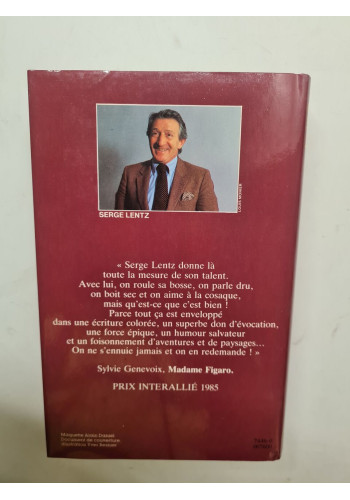 SERGE LENTZ
LOUIS MONIER
« Serge Lentz donne là
toute la mesure de son talent.
Avec lui, on roule sa bosse, on parle dru,
on boit sec et on aime à la cosaque,
mais qu'est-ce que c'est bien !
Parce tout ça est enveloppé
dans une écriture colorée, un superbe don d'évocation,
une force épique, un humour salvateur
et un foisonnement d'aventures et de paysages...
On ne s'ennuie jamais et on en redemande ! »
Sylvie Genevoix, Madame Figaro.
PRIX INTERALLIÉ 1985